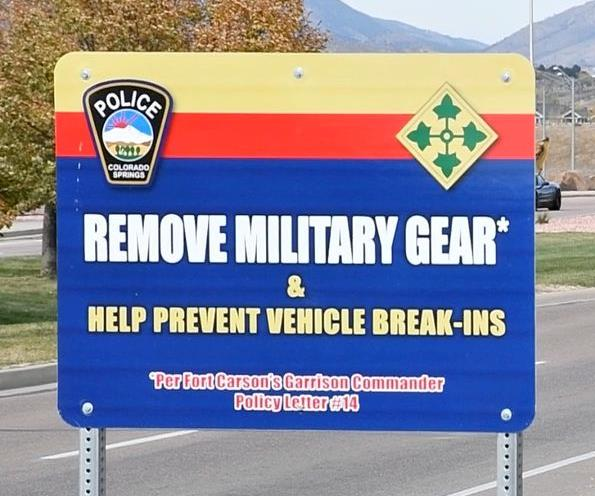 POLICE
COLORADO
SPRINGS
REMOVE MILITARY GEAR*
&
HELP PREVENT VEHICLE BREAK-INS
*Per Fort Carson's Garrison Commander
Policy Letter #14